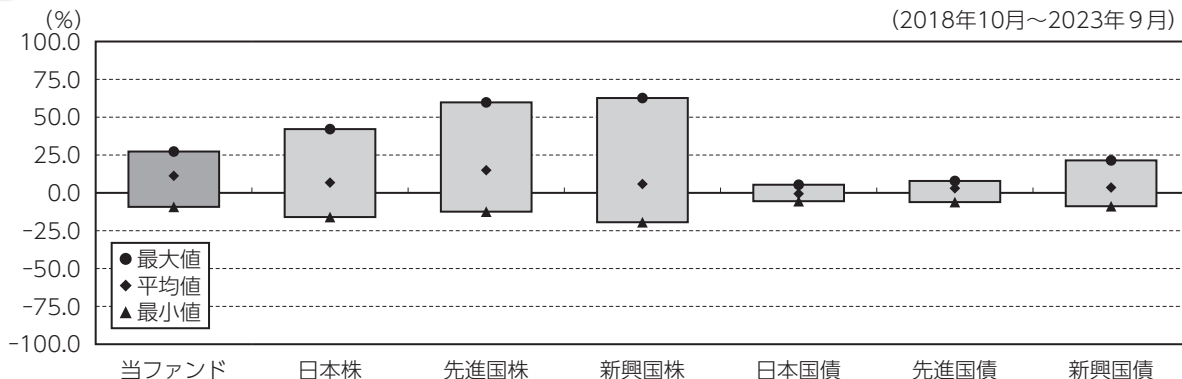 (%)
(2018年10月～2023年9月)
100.0
75.0
50.0
25.0
0.0
-25.0
-50.0
-75.0
-100.0
●最大値
◆平均値
▲最小値
当ファンド 日本株 先進国株 新興国株 日本国債 先進国債 新興国債